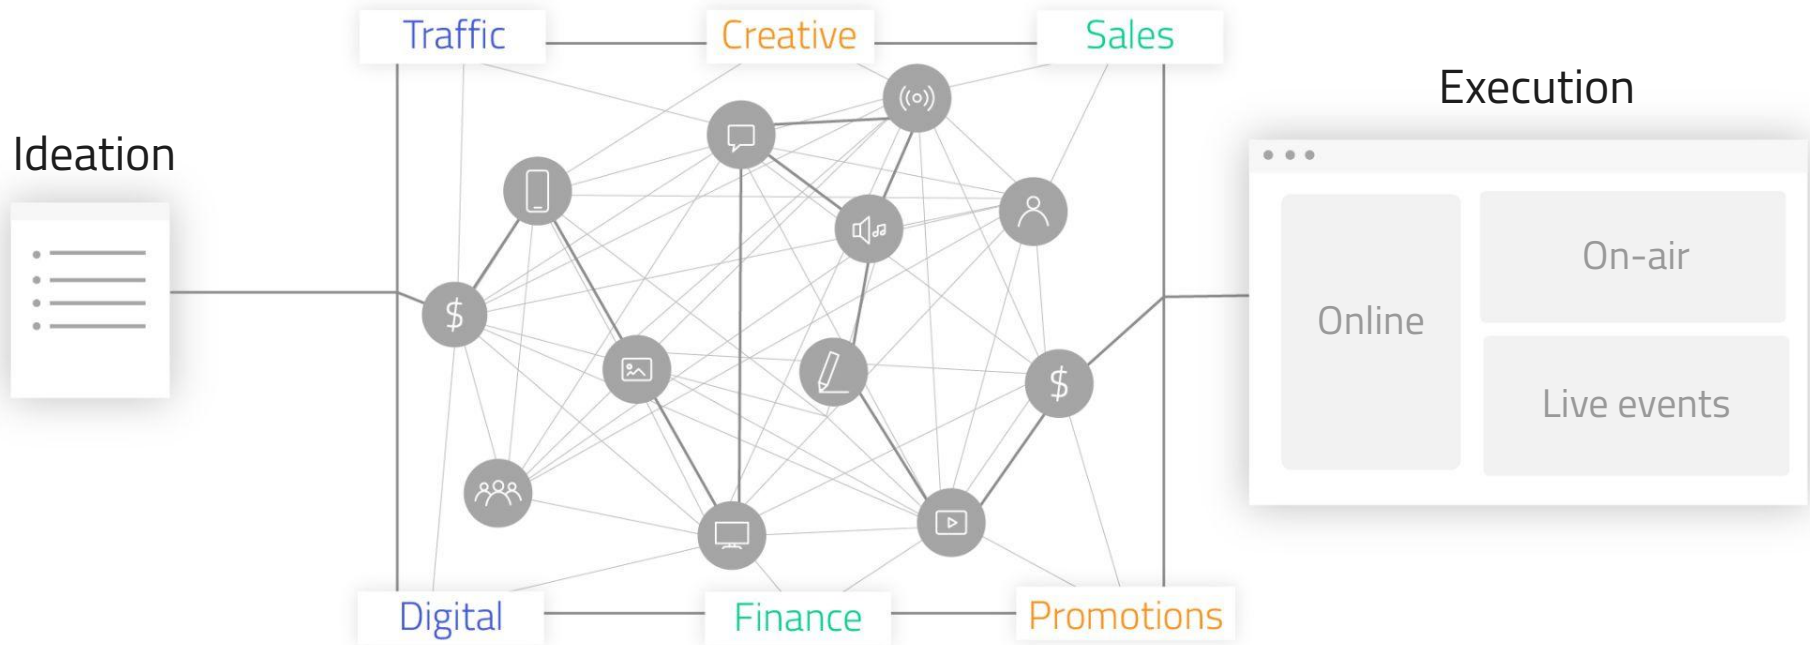 Traffic
Creative
Sales
Execution
Ideation
$
On-air
Online
$
Live events
Digital
Finance
Promotions